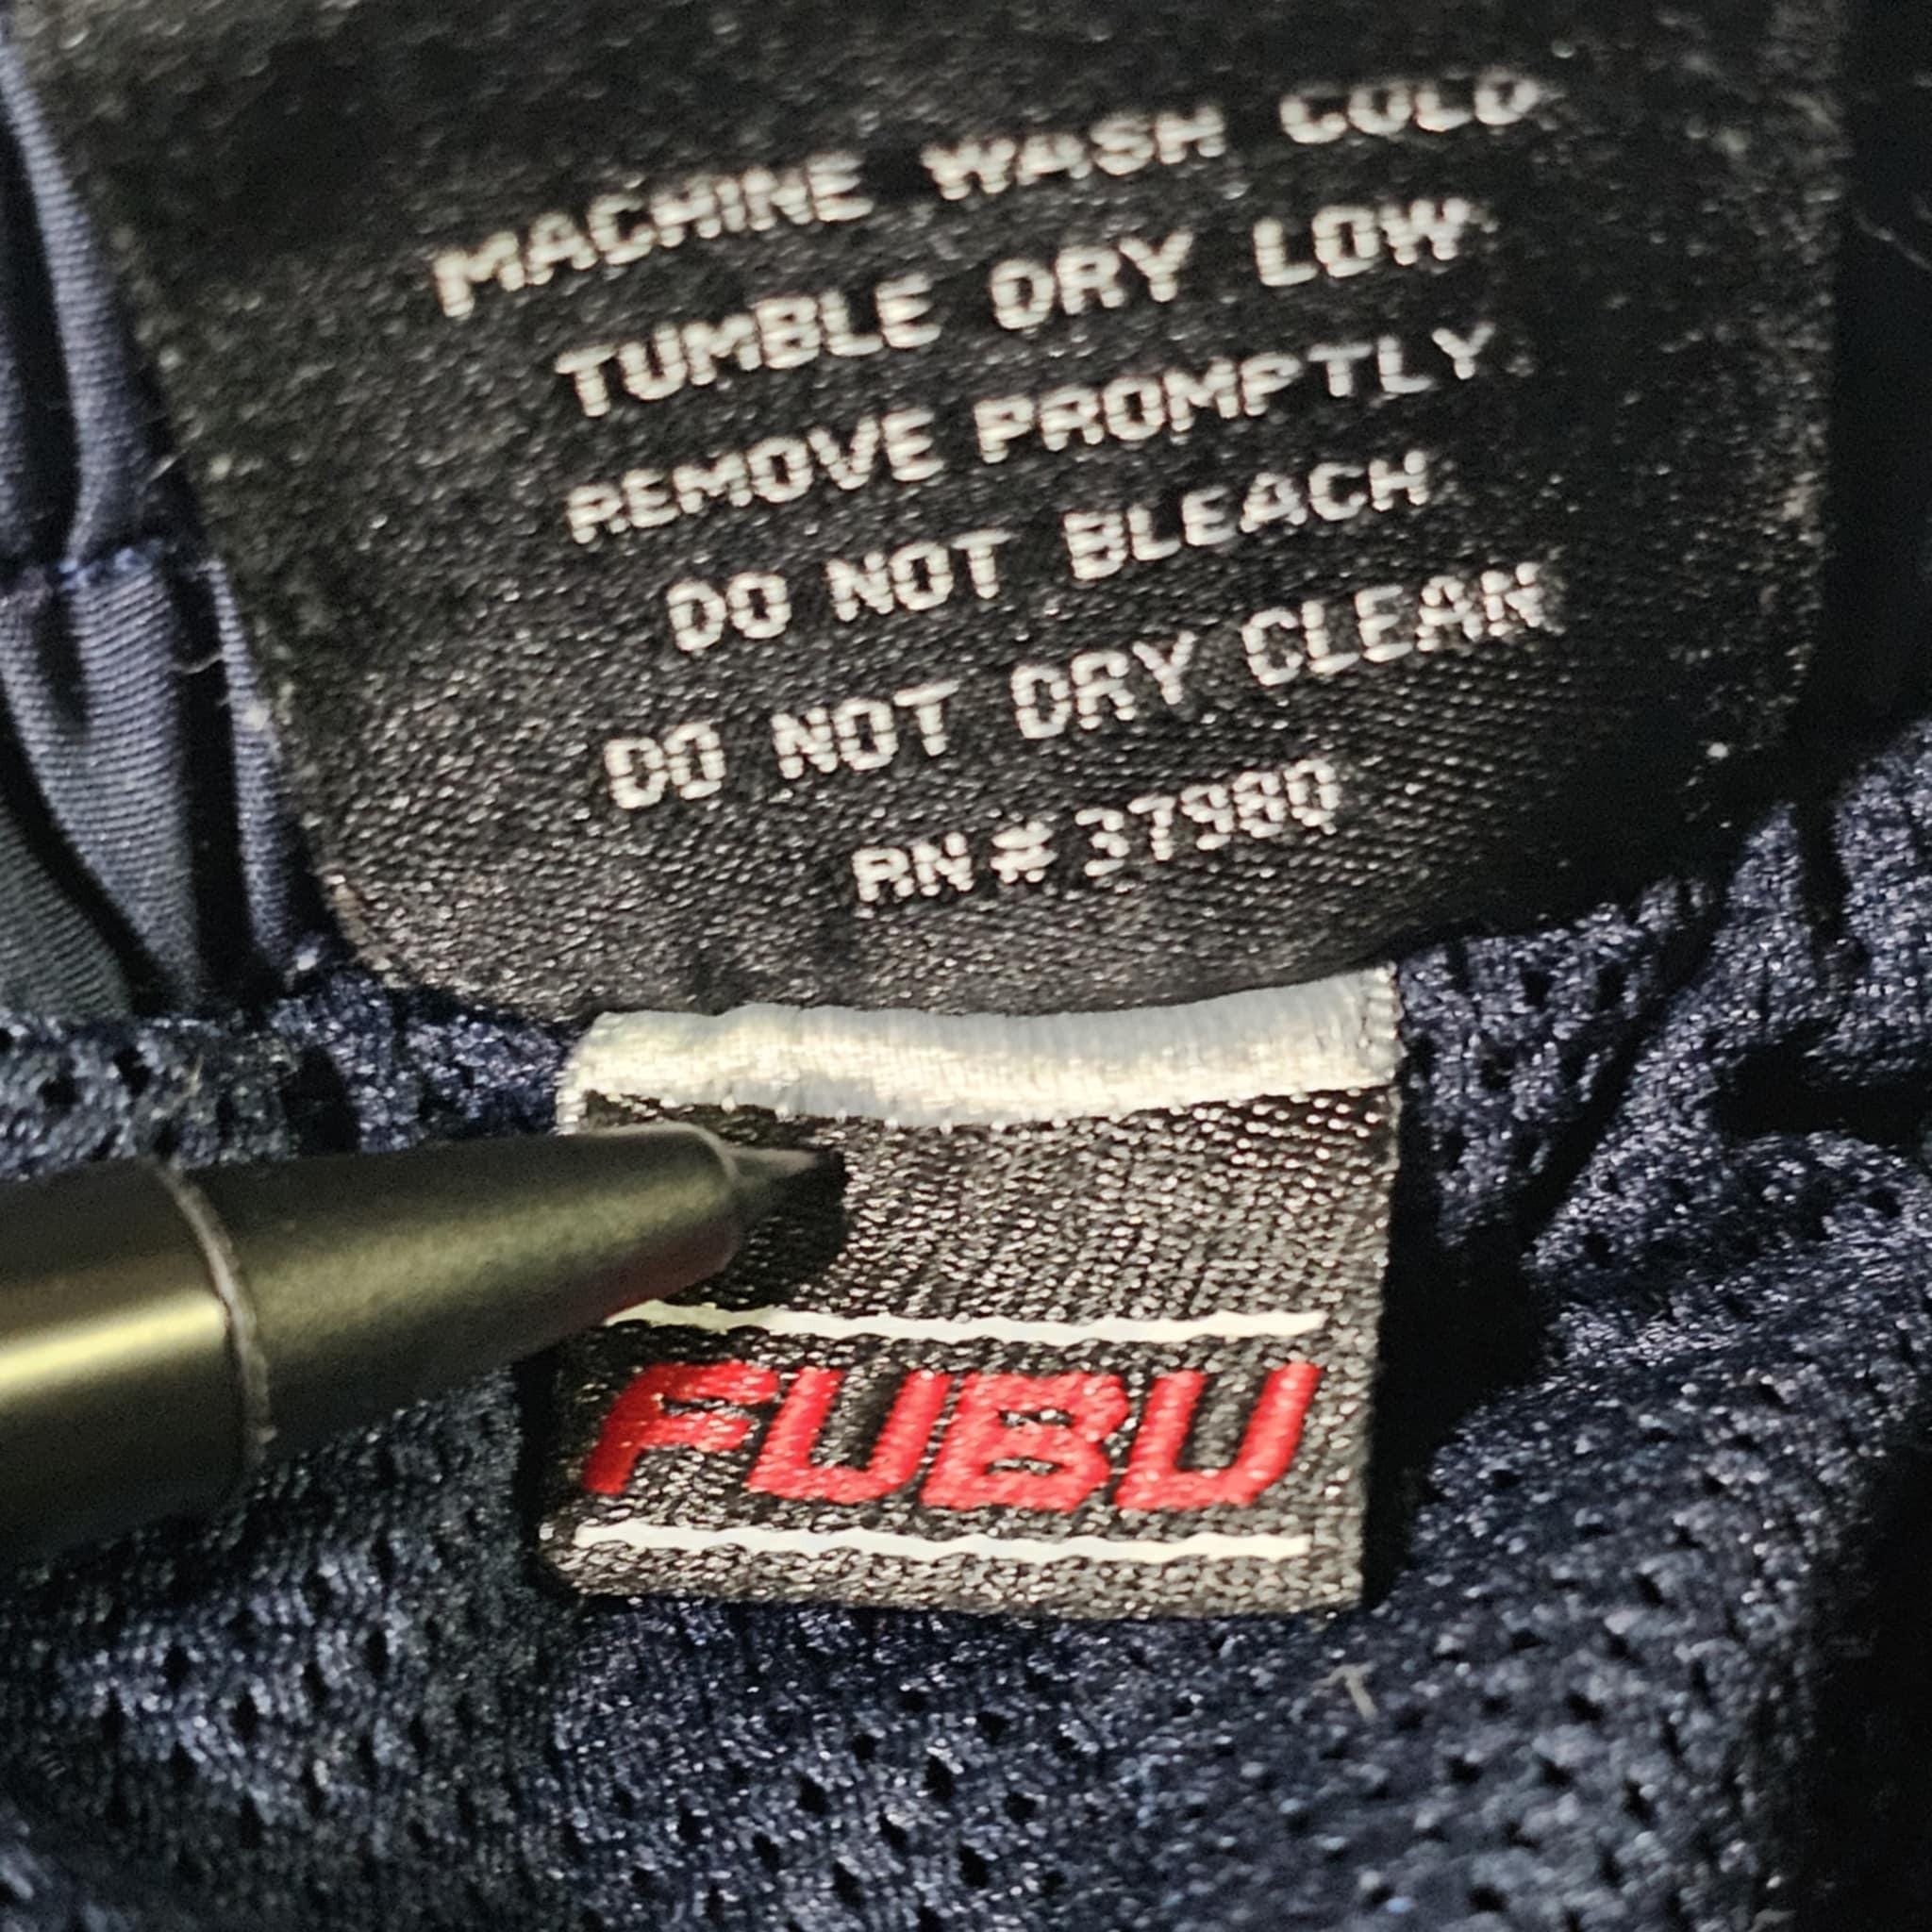 MACHINE WASH COLD
TUMBLE DRY LOW
REMOVE PROMPTLY
DO NOT BLEACH
DO NOT DRY CLEAN
RN # 37980
FUBU